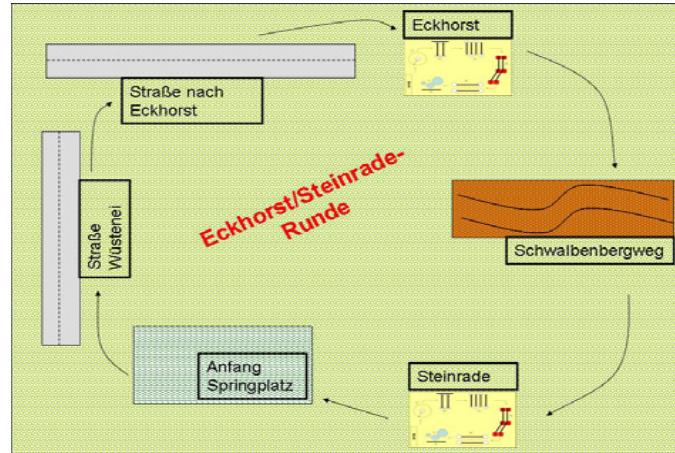 Eckhorst
Straße nach
Eckhorst
Eckhorst/Steinrade-
Runde
Straße
Wüstenei
Schwalbenbergweg
Anfang
Springplatz
Steinrade